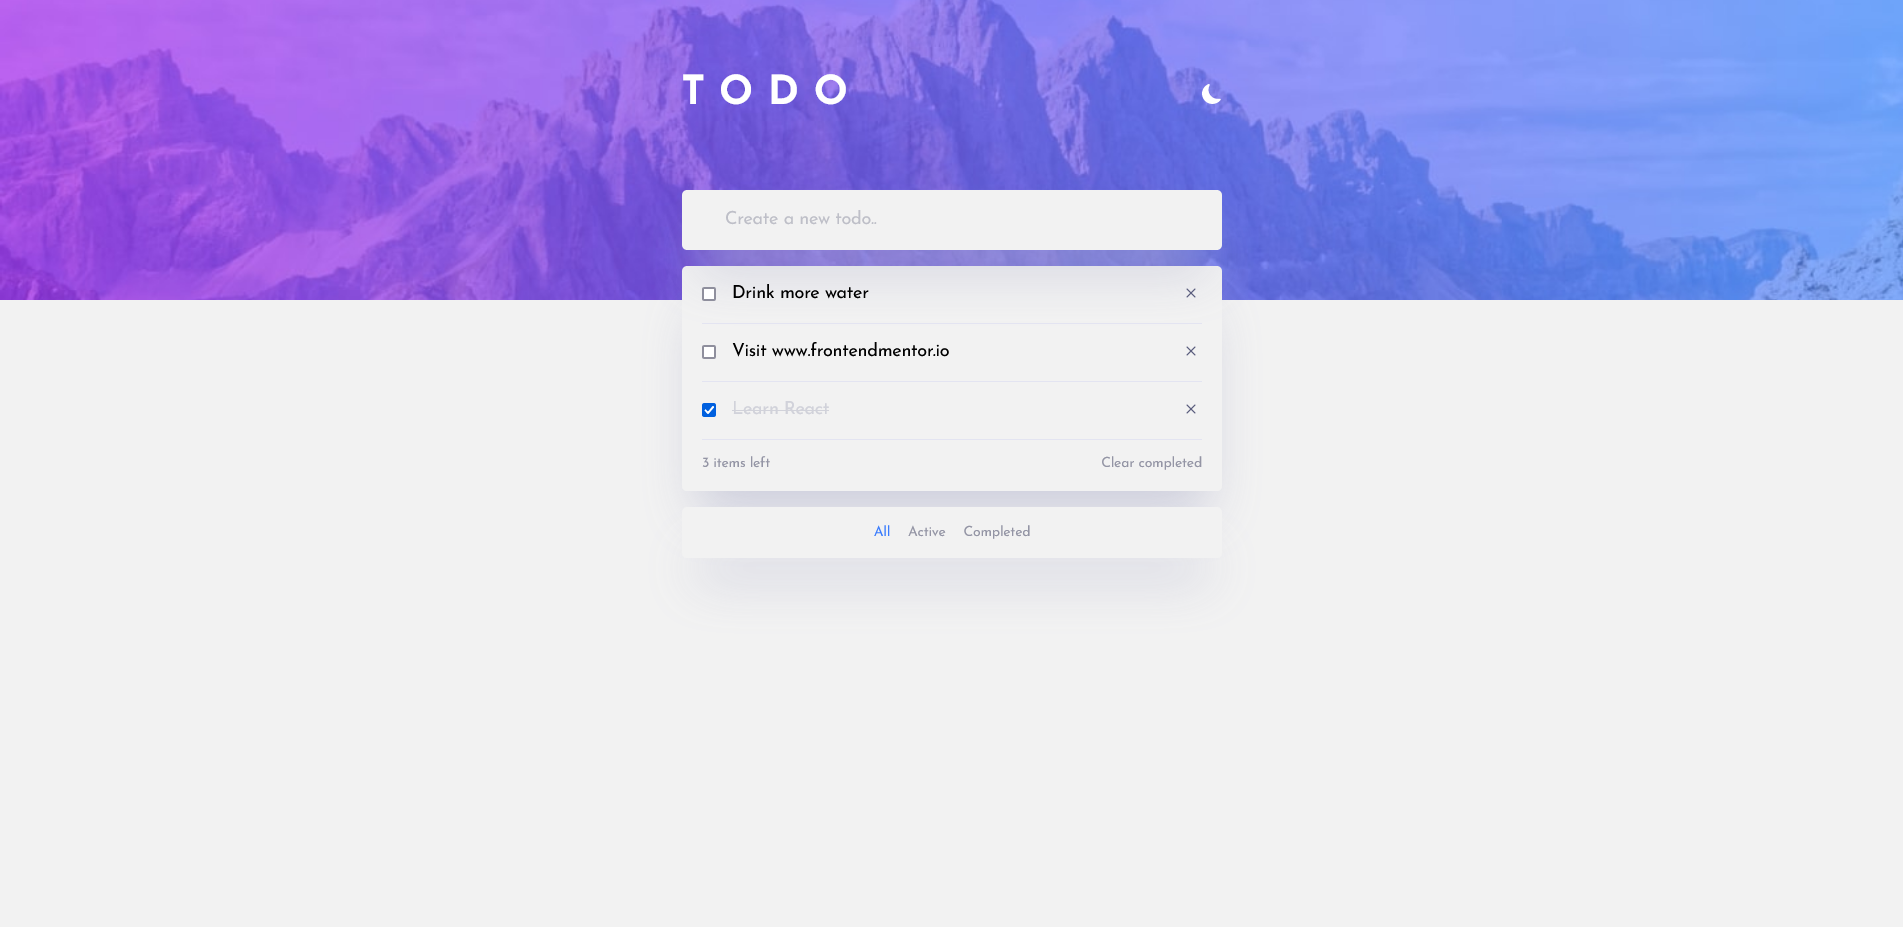 TODO
Create a new todo..
Drink more water
Visit www.frontendmentor.io
Learn React
3 items left Clear completed
All Active Completed